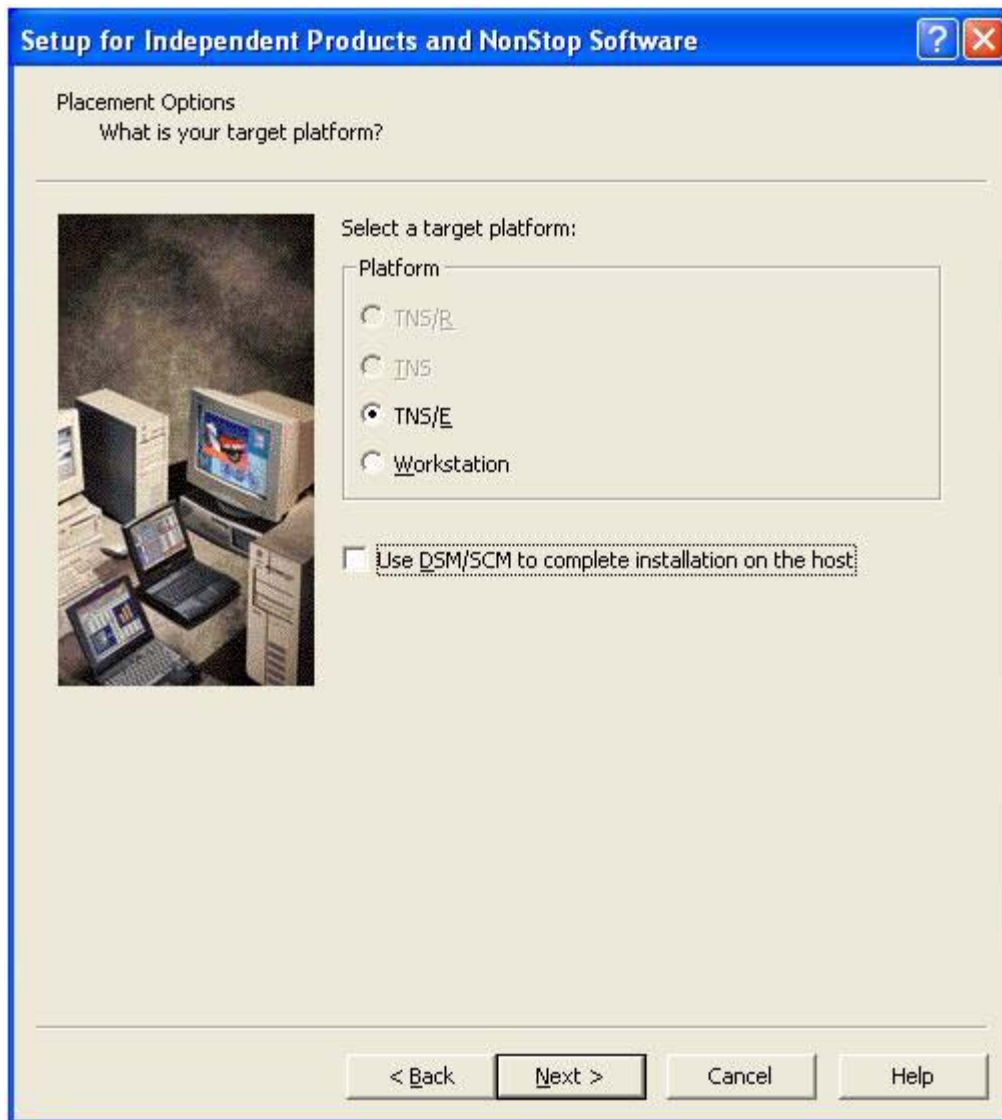 Setup for Independent Products and NonStop Software
?
Placement Options
What is your target platform?
Select a target platform:
Platform
TNS/R
TNS
TNS/E
Workstation
Use DSM/SCM to complete installation on the host
< Back Next > Cancel Help